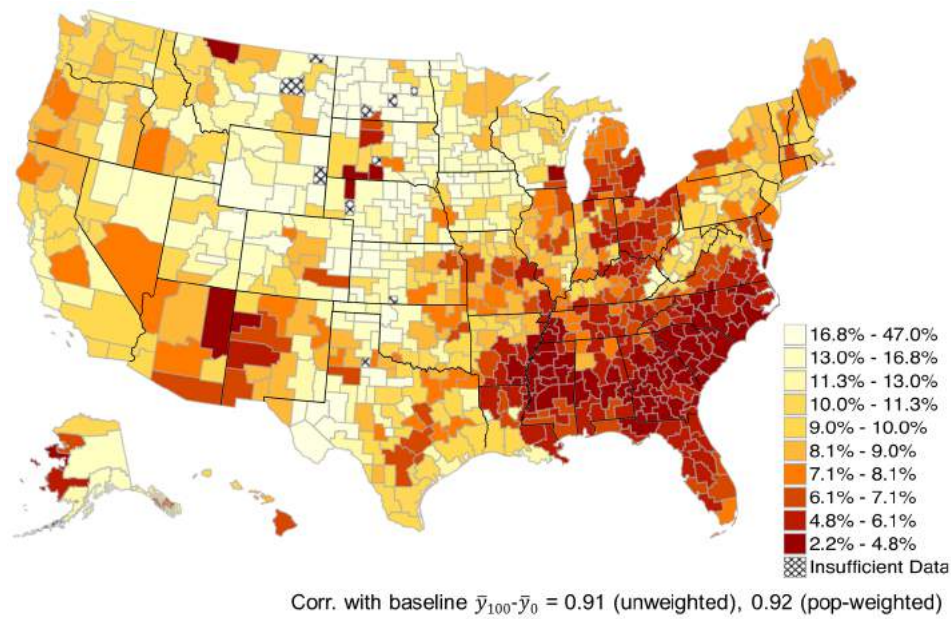 16.8% - 47.0%
13.0% - 16.8%
11.3% - 13.0%
10.0% - 11.3%
9.0% - 10.0%
8.1% - 9.0%
7.1% - 8.1%
6.1% - 7.1%
4.8% - 6.1%
2.2% - 4.8%
Insufficient Data
Corr. with baseline ȳ₁₀₀-ȳ₀ = 0.91 (unweighted), 0.92 (pop-weighted)